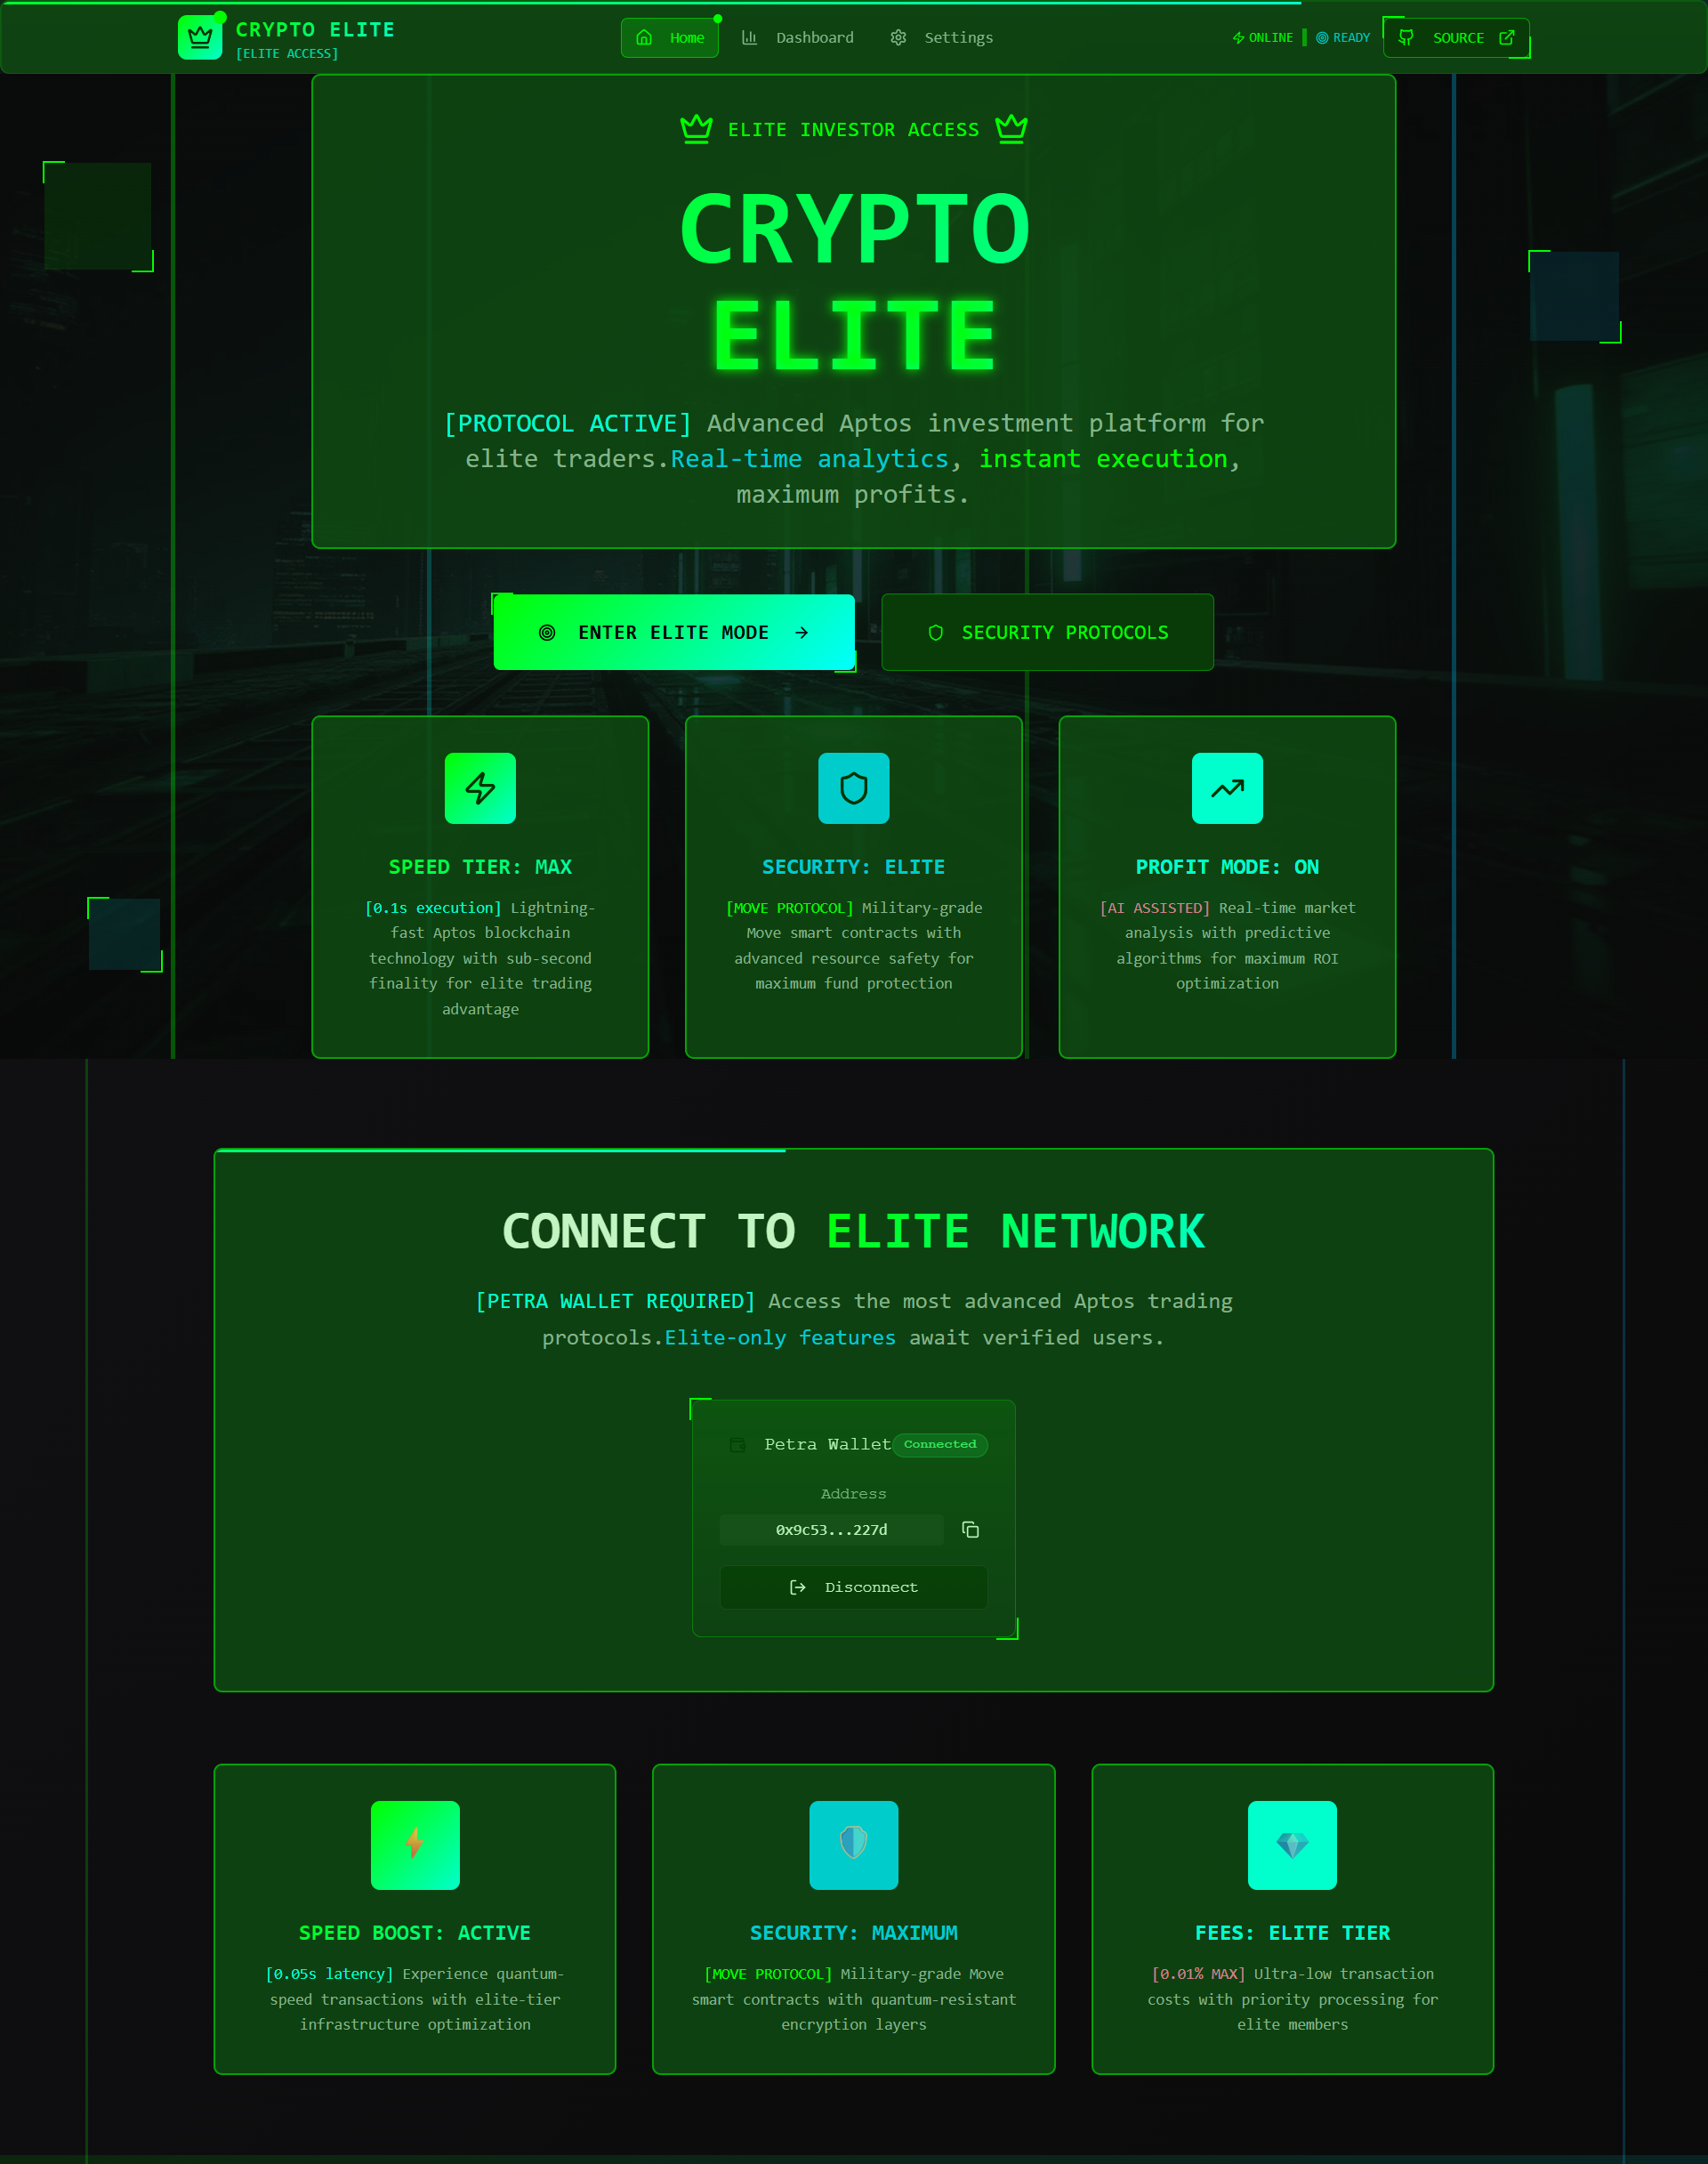 CRYPTO ELITE
[ELITE ACCESS]
Home
Dashboard
Settings
ONLINE
READY
SOURCE
ELITE INVESTOR ACCESS
CRYPTO
ELITE
[PROTOCOL ACTIVE] Advanced Aptos investment platform for
elite traders.Real-time analytics, instant execution,
maximum profits.
ENTER ELITE MODE
SECURITY PROTOCOLS
SPEED TIER: MAX
[0.1s execution] Lightning-
fast Aptos blockchain
technology with sub-second
finality for elite trading
advantage
SECURITY: ELITE
[MOVE PROTOCOL] Military-grade
Move smart contracts with
advanced resource safety for
maximum fund protection
PROFIT MODE: ON
[AI ASSISTED] Real-time market
analysis with predictive
algorithms for maximum ROI
optimization
CONNECT TO ELITE NETWORK
[PETRA WALLET REQUIRED] Access the most advanced Aptos trading
protocols.Elite-only features await verified users.
Petra Wallet
Connected
Address
0x9c53...227d
Disconnect
SPEED BOOST: ACTIVE
[0.05s latency] Experience quantum-
speed transactions with elite-tier
infrastructure optimization
SECURITY: MAXIMUM
[MOVE PROTOCOL] Military-grade Move
smart contracts with quantum-resistant
encryption layers
FEES: ELITE TIER
[0.01% MAX] Ultra-low transaction
costs with priority processing for
elite members